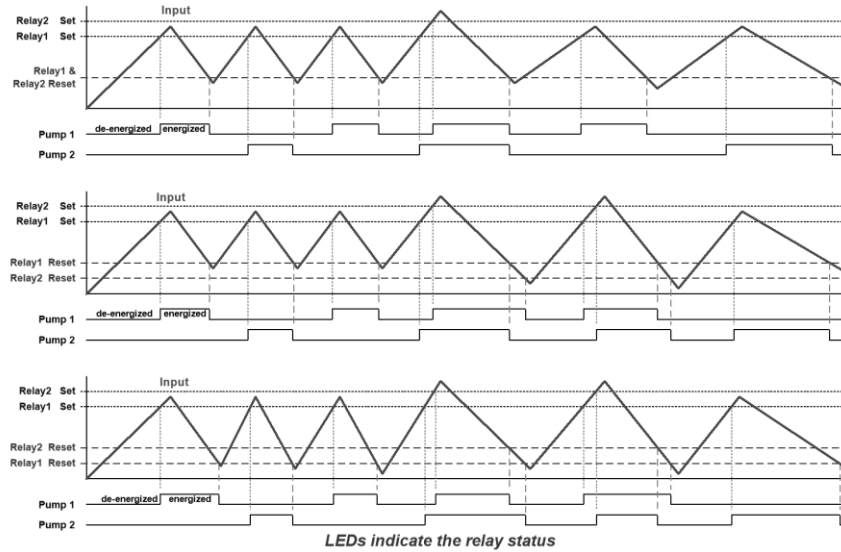 Input
Relay2 Set
Relay1 Set
Relay1 &
Relay2 Reset
de-energized energized
Pump 1
Pump 2
Input
Relay2 Set
Relay1 Set
Relay1 Reset
Relay2 Reset
de-energized energized
Pump 1
Pump 2
Input
Relay2 Set
Relay1 Set
Relay2 Reset
Relay1 Reset
de-energized energized
Pump 1
Pump 2
LEDs indicate the relay status